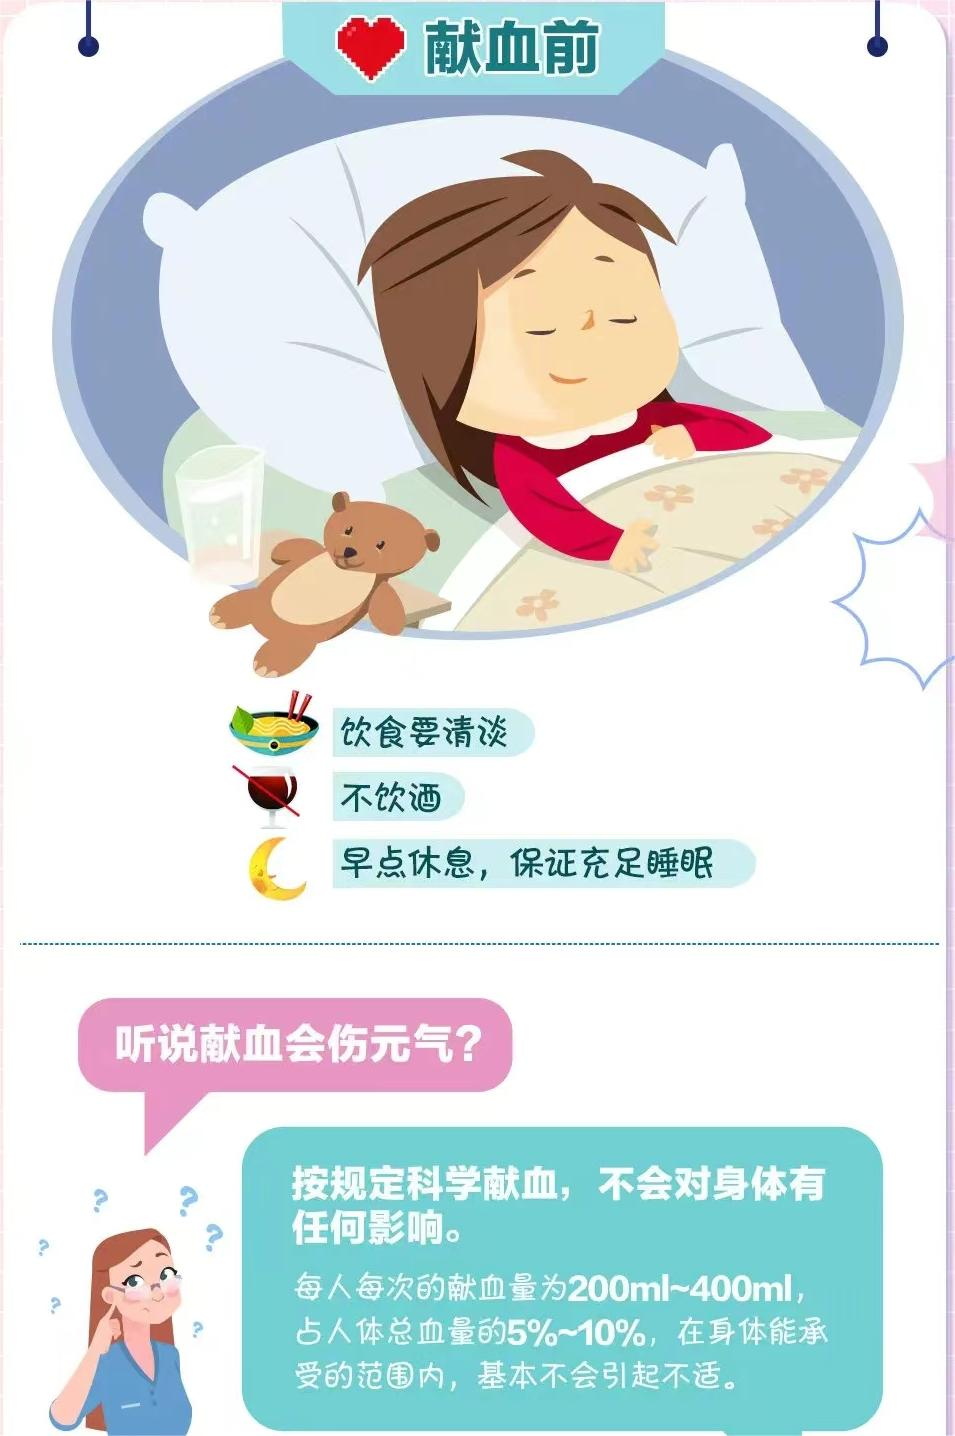 献血前
饮食要清谈
不饮酒
早点休息，保证充足睡眠
听说献血会伤元气?
按规定科学献血，不会对身体有
任何影响。
每人每次的献血量为200ml~400ml，
占人体总血量的5%~10%，在身体能承
受的范围内，基本不会引起不适。